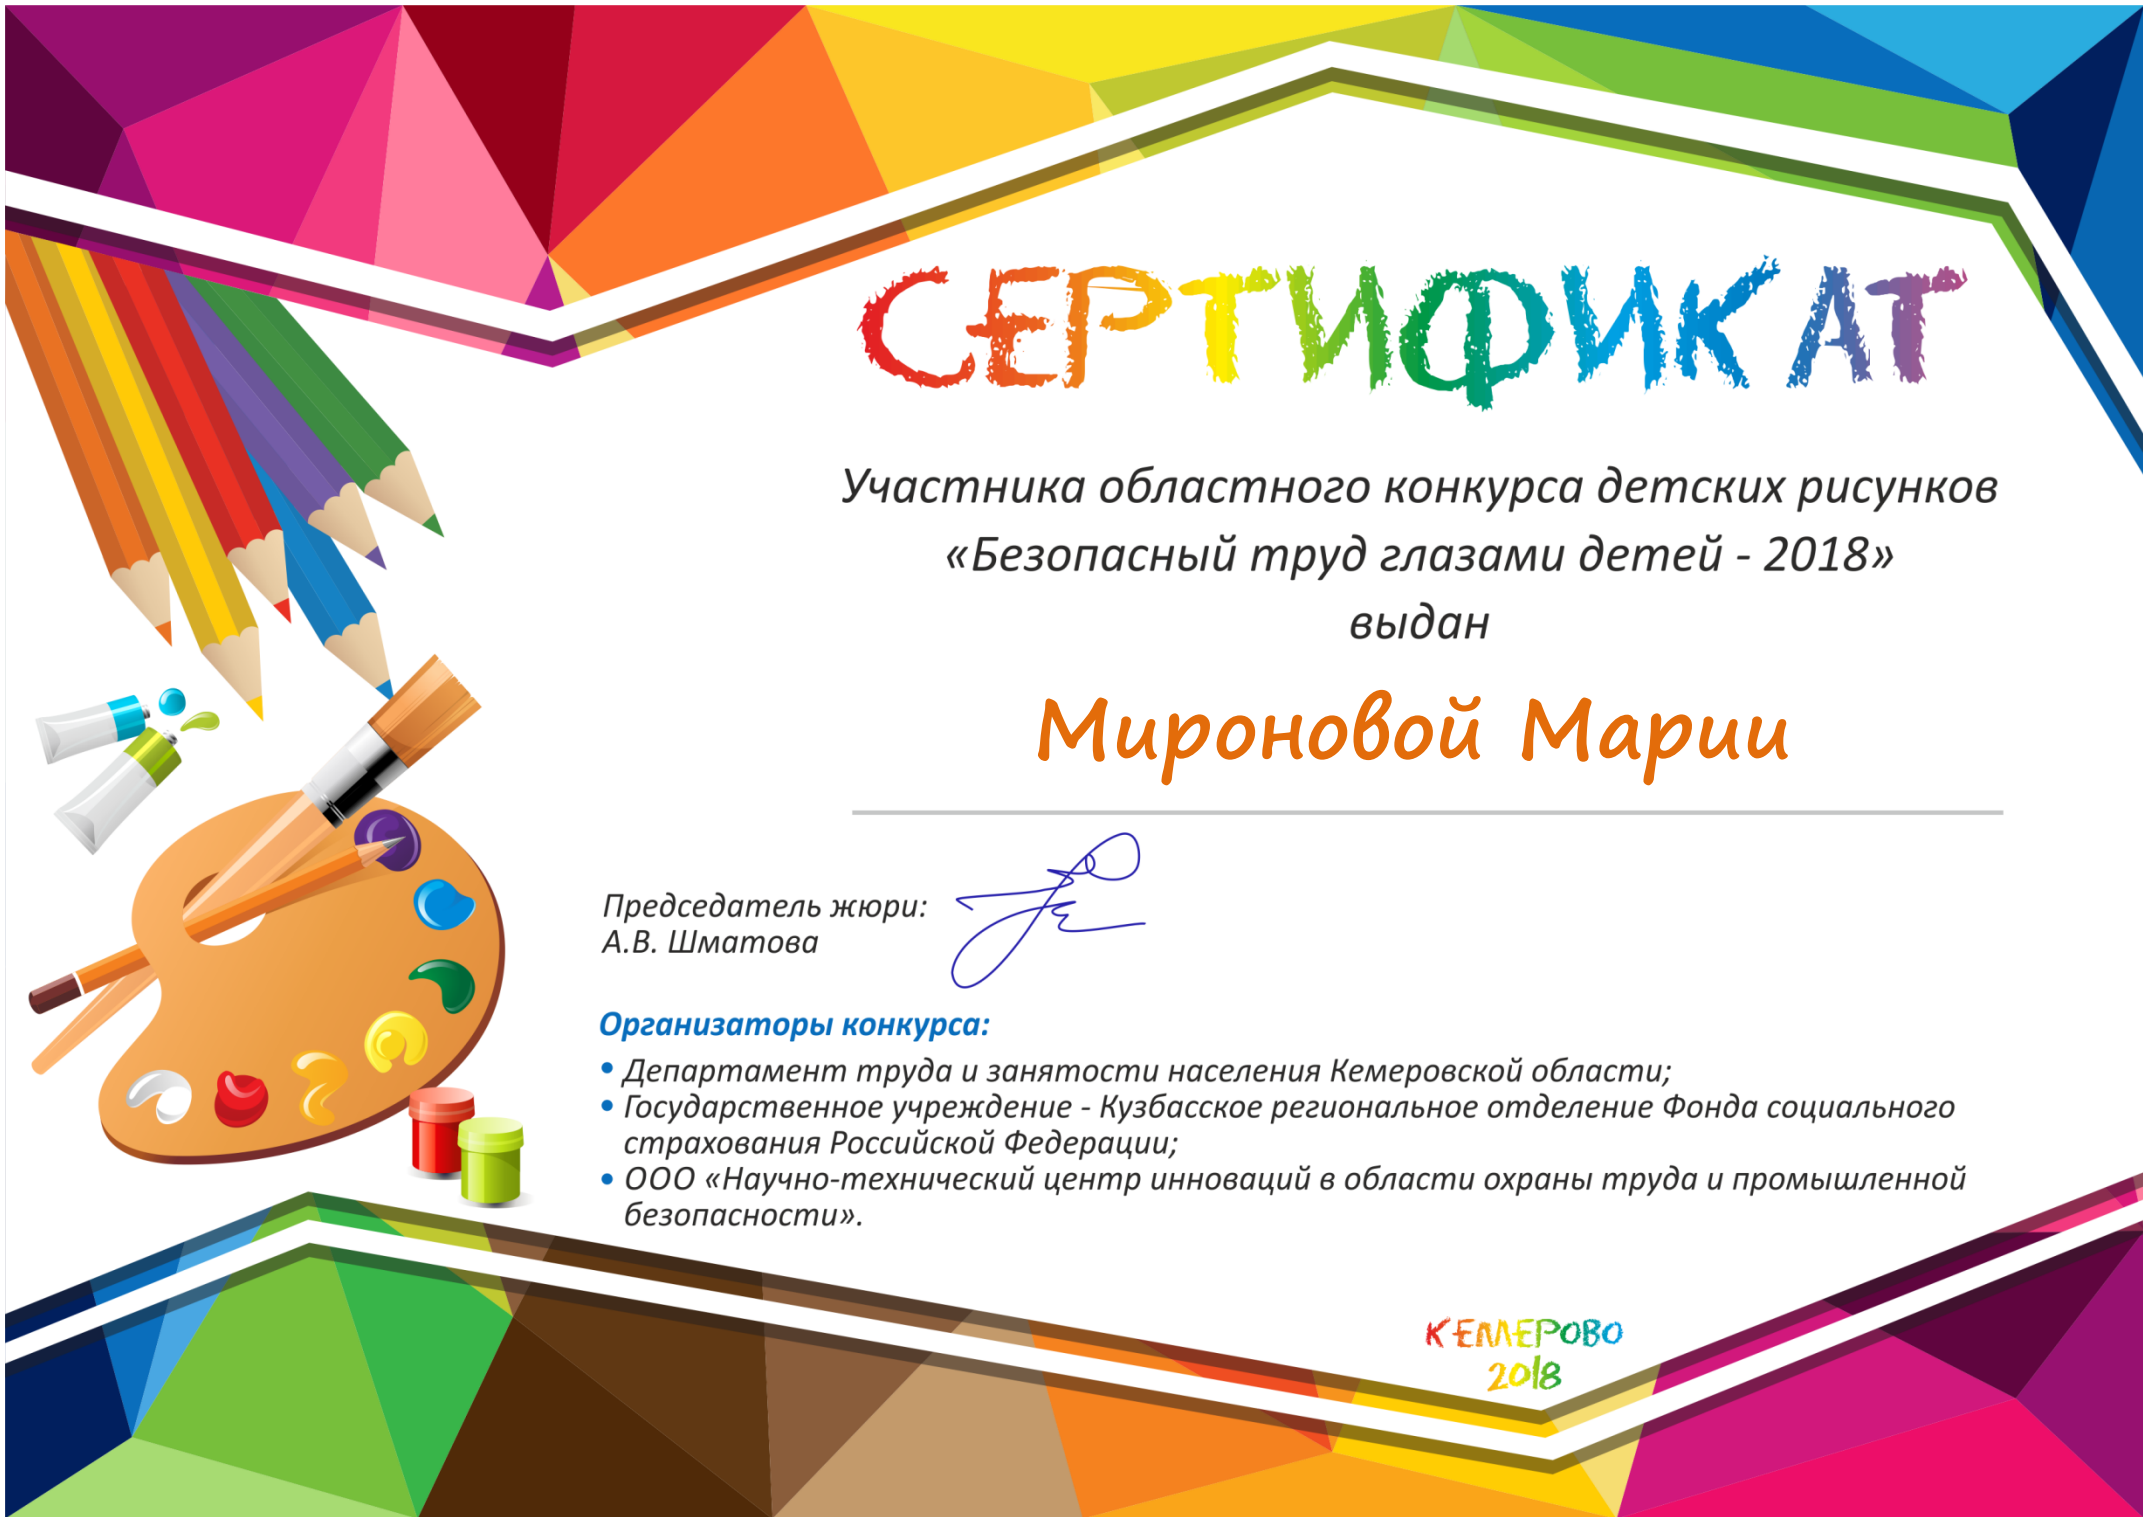 СЕРТИФИКАТ
Участника областного конкурса детских рисунков
«Безопасный труд глазами детей - 2018»
выдан
Мироновой Марии
Председатель жюри:
А.В. Шматова
Организаторы конкурса:
• Департамент труда и занятости населения Кемеровской области;
• Государственное учреждение - Кузбасское региональное отделение Фонда социального
страхования Российской Федерации;
• ООО «Научно-технический центр инноваций в области охраны труда и промышленной
безопасности».
КЕМЕРОВО
2018